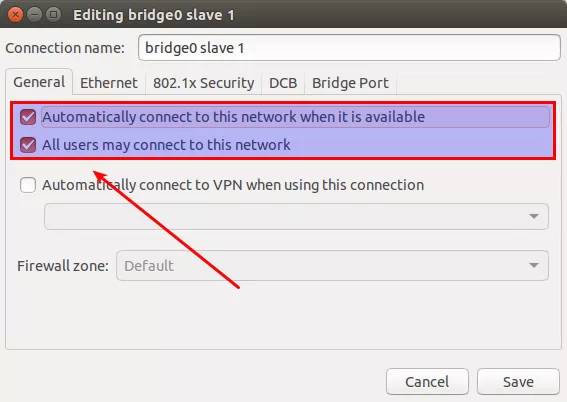 Editing bridge0 slave 1
Connection name: bridge0 slave 1
General Ethernet 802.1x Security DCB Bridge Port
Automatically connect to this network when it is available
All users may connect to this network
Automatically connect to VPN when using this connection
Firewall zone: Default
Cancel Save